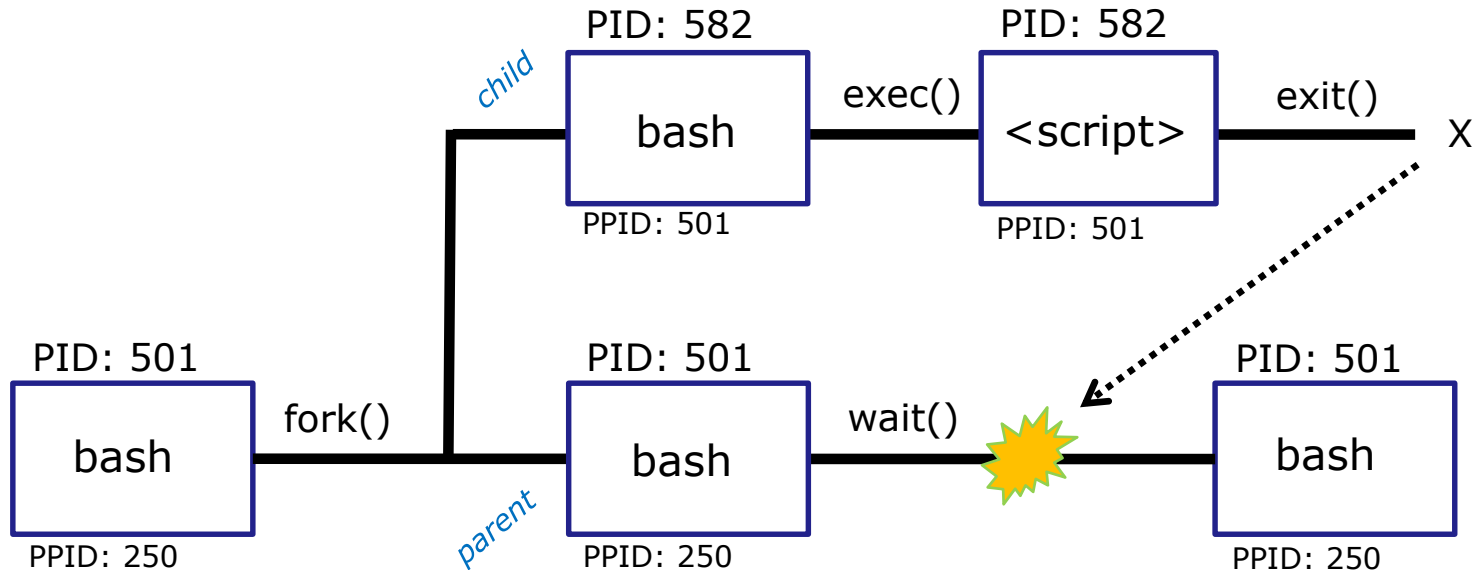 PID: 582
PID: 582
child
bash
exec()
<script>
exit()
X
PPID: 501
PPID: 501
PID: 501
PID: 501
PID: 501
bash
fork()
bash
wait()
bash
parent
PPID: 250
PPID: 250
PPID: 250